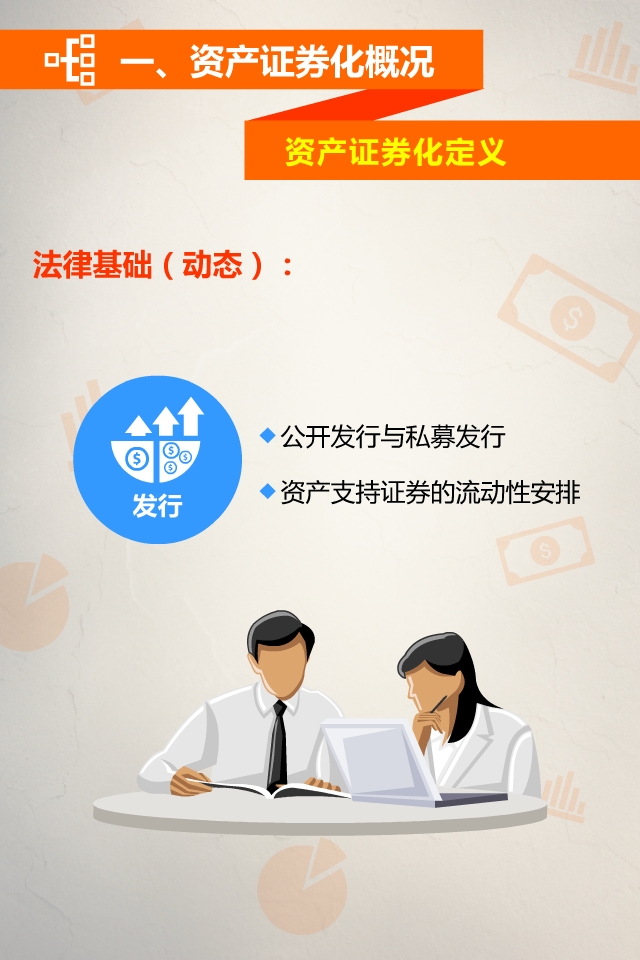 一、资产证券化概况
资产证券化定义
法律基础（动态）：
公开发行与私募发行
资产支持证券的流动性安排
发行